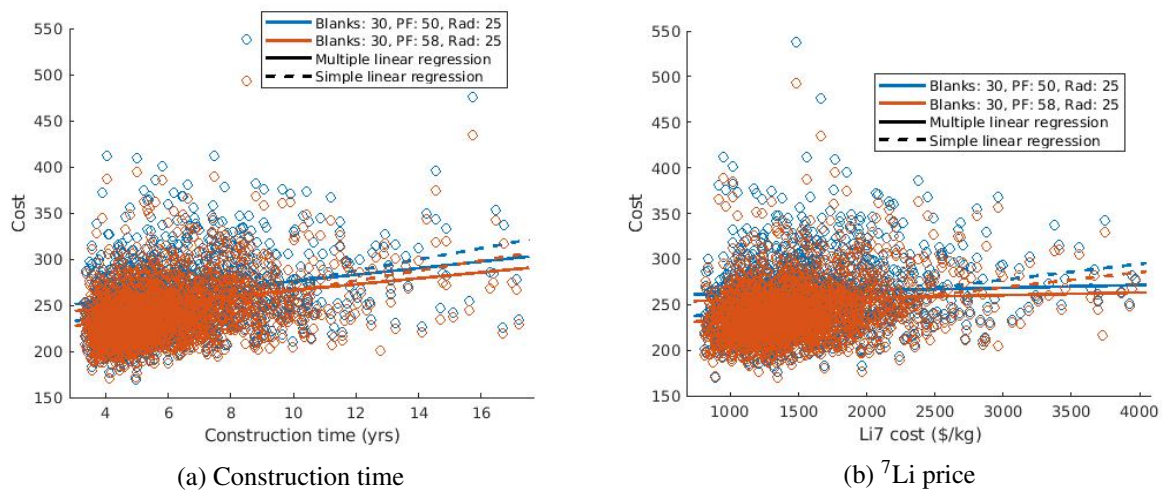 Blanks: 30, PF: 50, Rad: 25
Blanks: 30, PF: 58, Rad: 25
Multiple linear regression
Simple linear regression
550
500
450
400
350
300
250
200
150
Cost
4 6 8 10 12 14 16
Construction time (yrs)
(a) Construction time
Blanks: 30, PF: 50, Rad: 25
Blanks: 30, PF: 58, Rad: 25
Multiple linear regression
Simple linear regression
550
500
450
400
350
300
250
200
150
Cost
1000 1500 2000 2500 3000 3500 4000
Li7 cost ($/kg)
(b) ⁷Li price